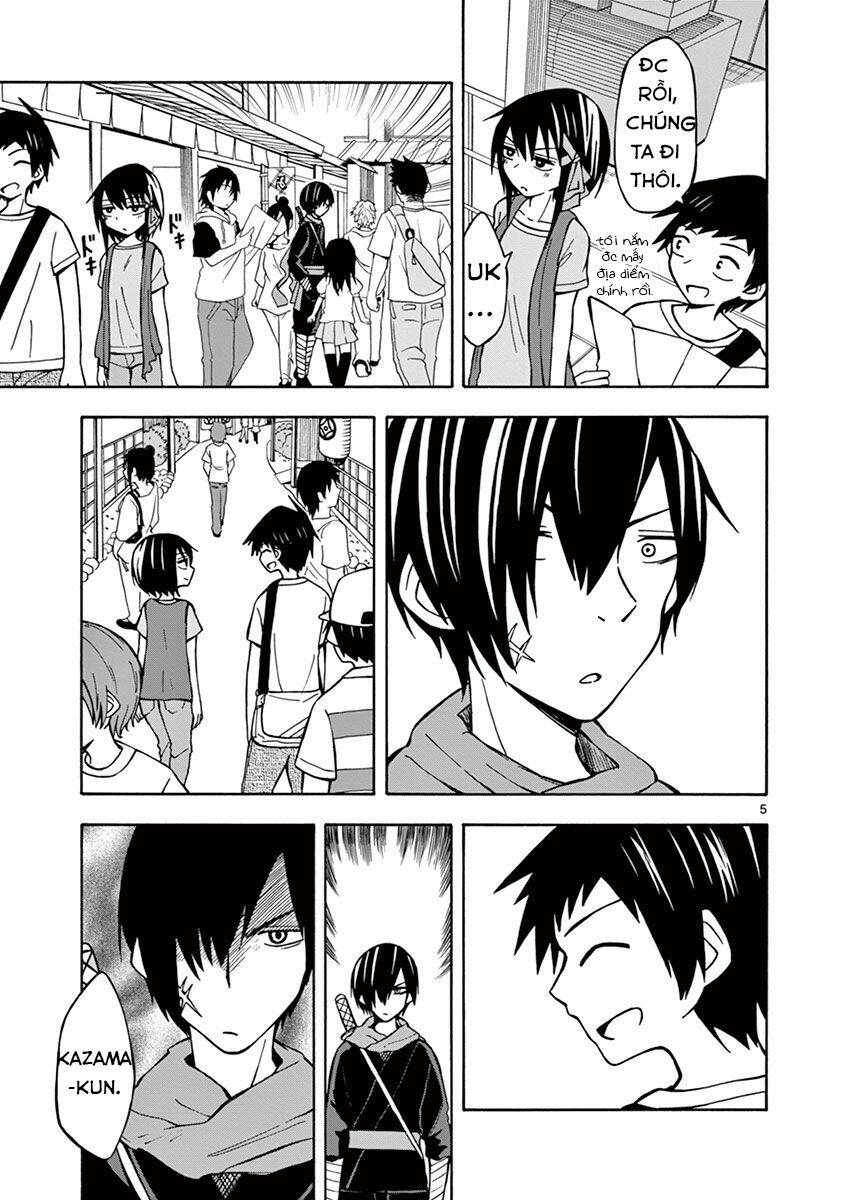 ĐC
RỒI,
CHÚNG
TA ĐI
THÔI.
tôi nắm
đc mấy
địa điểm
chính rồi.
UK
...
ドキ
ドキ
忍
5
KAZAMA
-KUN.